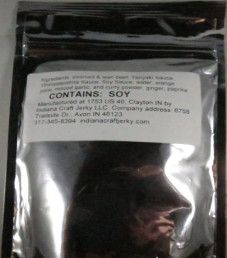 Ingredients: trimmed & lean beef, Teriyaki Sauce,
Worcestershire Sauce, Soy Sauce, water, orange
juice, minced garlic, and curry powder, ginger, paprika
CONTAINS: SOY
Manufactured at 1753 US 40, Clayton IN by
Indiana Craft Jerky LLC Company address: 6758
Trailside Dr., Avon IN 46123
317-345-8394 indianacraftjerky.com